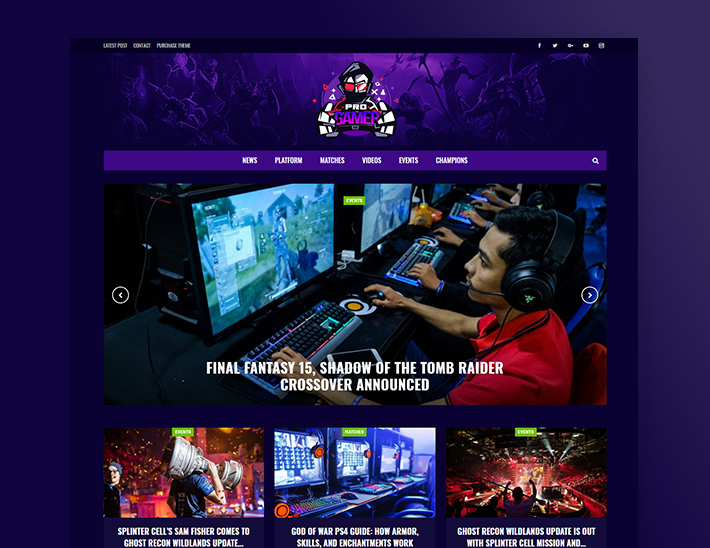 LATEST POST CONTACT PURCHASE THEME
PRO
GAMER
NEWS PLATFORM MATCHES VIDEOS EVENTS CHAMPIONS
EVENTS
FINAL FANTASY 15, SHADOW OF THE TOMB RAIDER
CROSSOVER ANNOUNCED
EVENTS
SPLINTER CELL'S SAM FISHER COMES TO
GHOST RECON WILDLANDS UPDATE...
MATCHES
GOD OF WAR PS4 GUIDE: HOW ARMOR,
SKILLS, AND ENCHANTMENTS WORK
EVENTS
GHOST RECON WILDLANDS UPDATE IS OUT
WITH SPLINTER CELL MISSION AND...